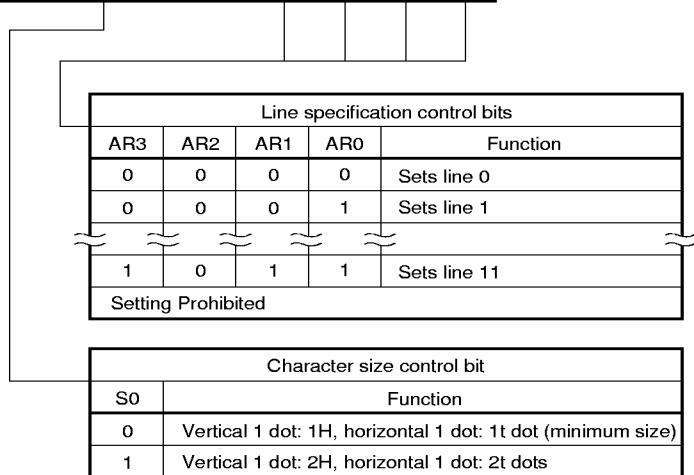 Line specification control bits
AR3 AR2 AR1 AR0 Function
0 0 0 0 Sets line 0
0 0 0 1 Sets line 1
1 0 1 1 Sets line 11
Setting Prohibited
Character size control bit
S0 Function
0 Vertical 1 dot: 1H, horizontal 1 dot: 1t dot (minimum size)
1 Vertical 1 dot: 2H, horizontal 1 dot: 2t dots